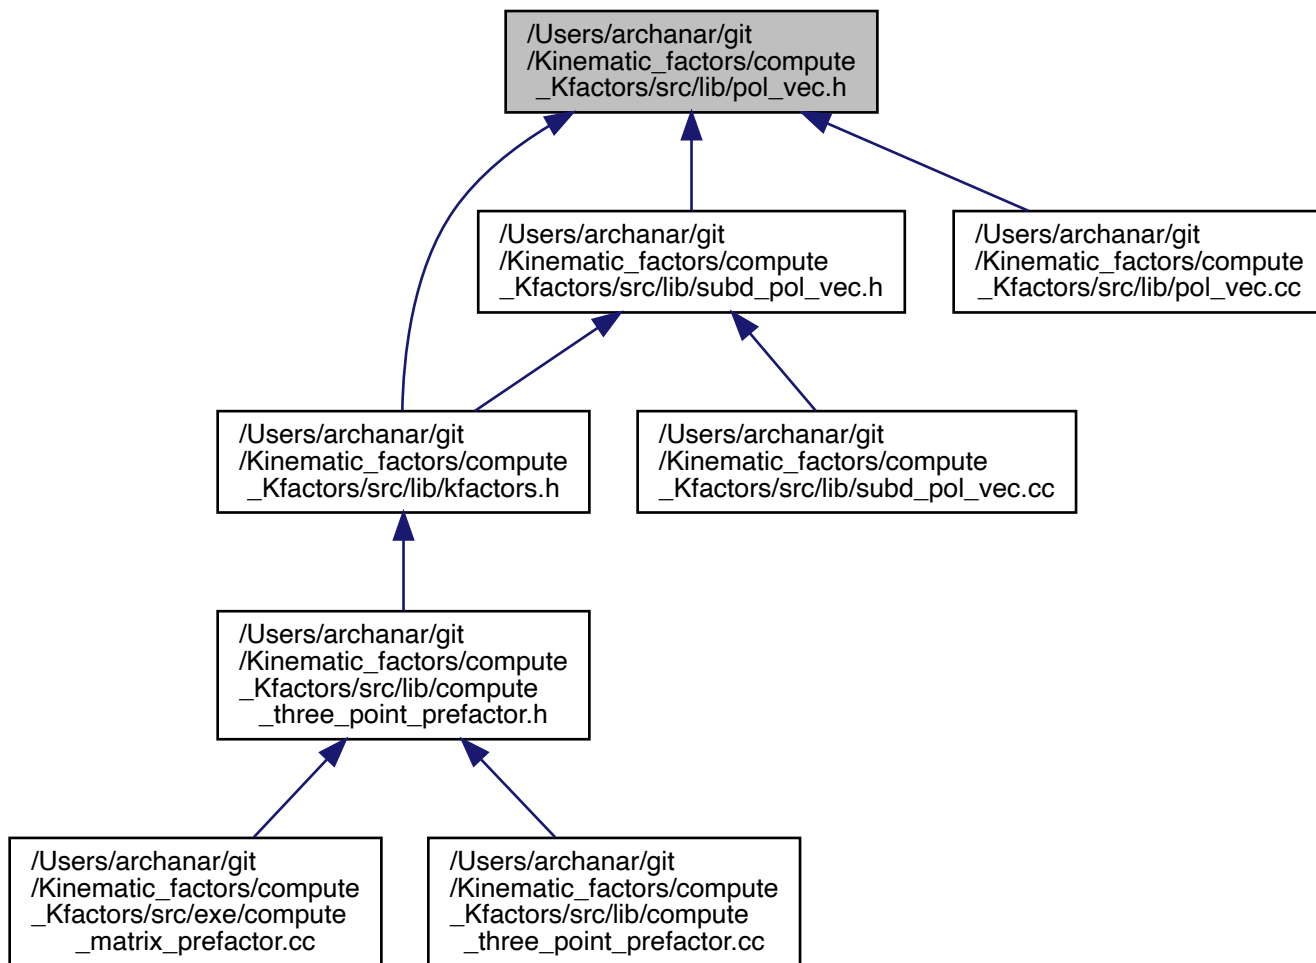 /Users/archanar/git
/Kinematic_factors/compute
_Kfactors/src/lib/pol_vec.h
/Users/archanar/git
/Kinematic_factors/compute
_Kfactors/src/lib/subd_pol_vec.h
/Users/archanar/git
/Kinematic_factors/compute
_Kfactors/src/lib/pol_vec.cc
/Users/archanar/git
/Kinematic_factors/compute
_Kfactors/src/lib/kfactors.h
/Users/archanar/git
/Kinematic_factors/compute
_Kfactors/src/lib/subd_pol_vec.cc
/Users/archanar/git
/Kinematic_factors/compute
_Kfactors/src/lib/compute
_three_point_prefactor.h
/Users/archanar/git
/Kinematic_factors/compute
_Kfactors/src/exe/compute
_matrix_prefactor.cc
/Users/archanar/git
/Kinematic_factors/compute
_Kfactors/src/lib/compute
_three_point_prefactor.cc